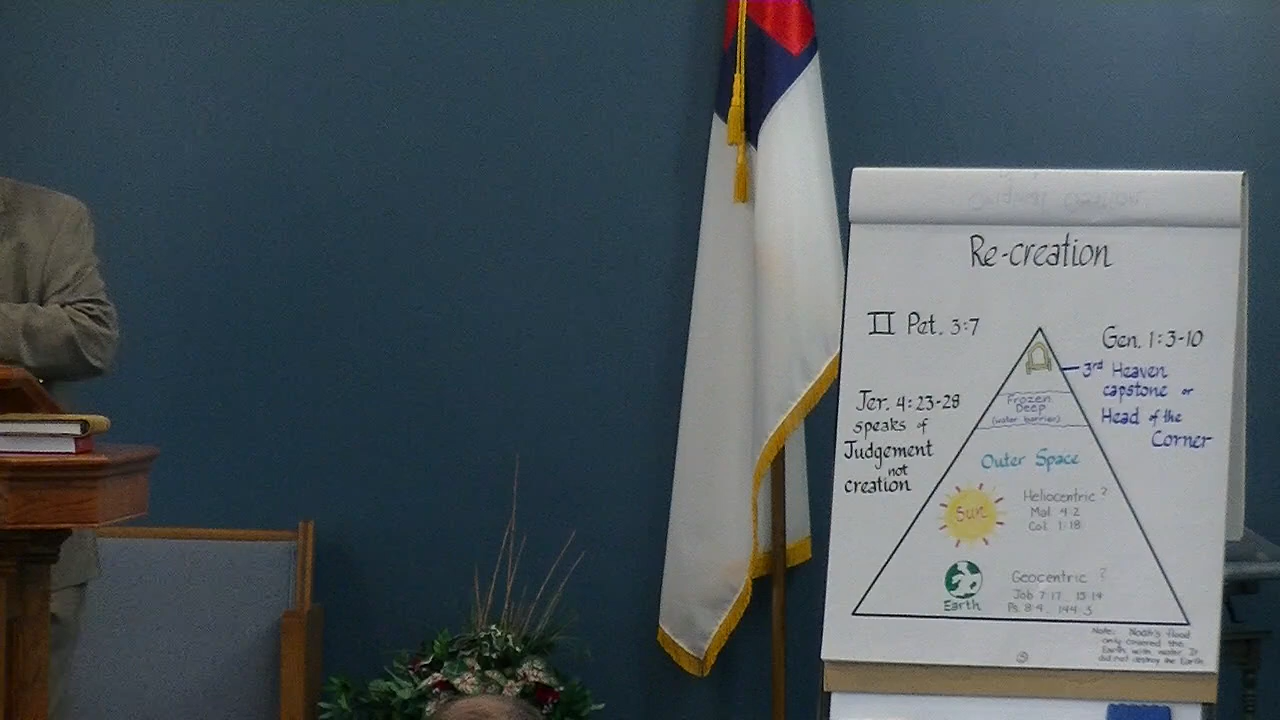 Re-creation
II Pet. 3:7
Gen. 1:3-10
3rd Heaven
capstone or
Head of the
Corner
Jer. 4:23-28
speaks of
Judgement
not
creation
Frozen
Deep
(water barrier)
Outer Space
Sun
Heliocentric ?
Mal. 4:2
Col. 1:18
Earth
Geocentric ?
Job 7:17 15:14
Ps. 8:4 144:3
Note: Noah's flood
only covered the
Earth with water. It
did not destroy the Earth.